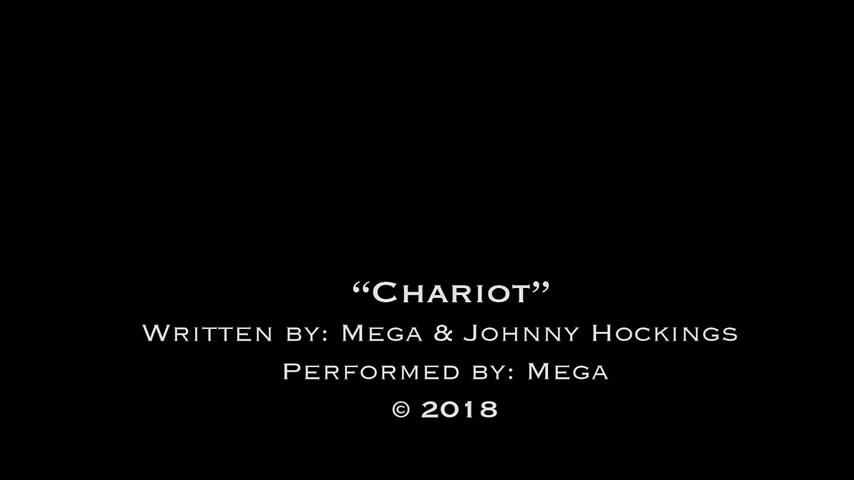 “Chariot”
Written by: Mega & Johnny Hockings
Performed by: Mega
© 2018